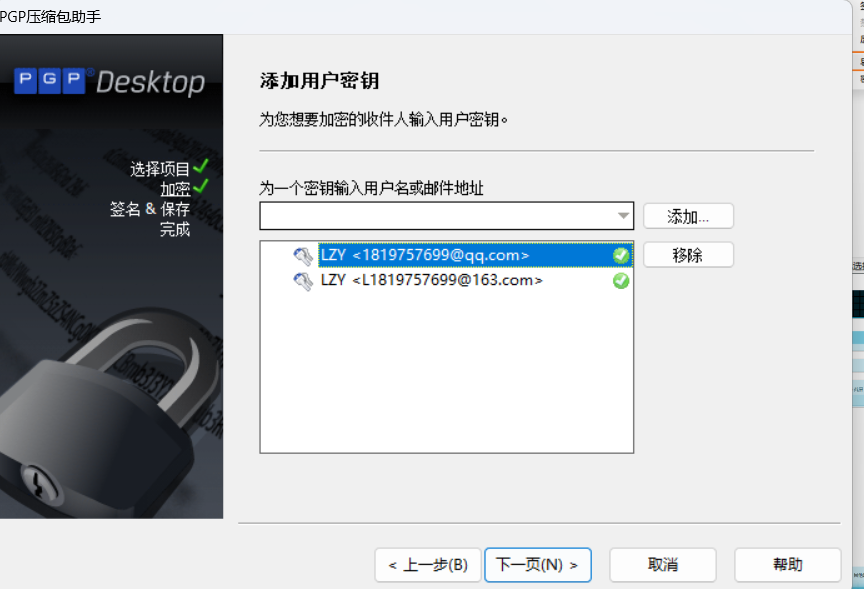 PGP压缩包助手
PGP® Desktop
选择项目
加密
签名 & 保存
完成
添加用户密钥
为您想要加密的收件人输入用户密钥。
为一个密钥输入用户名或邮件地址
添加...
LZY <1819757699@qq.com>
移除
LZY <L1819757699@163.com>
< 上一步(B)
下一页(N) >
取消
帮助